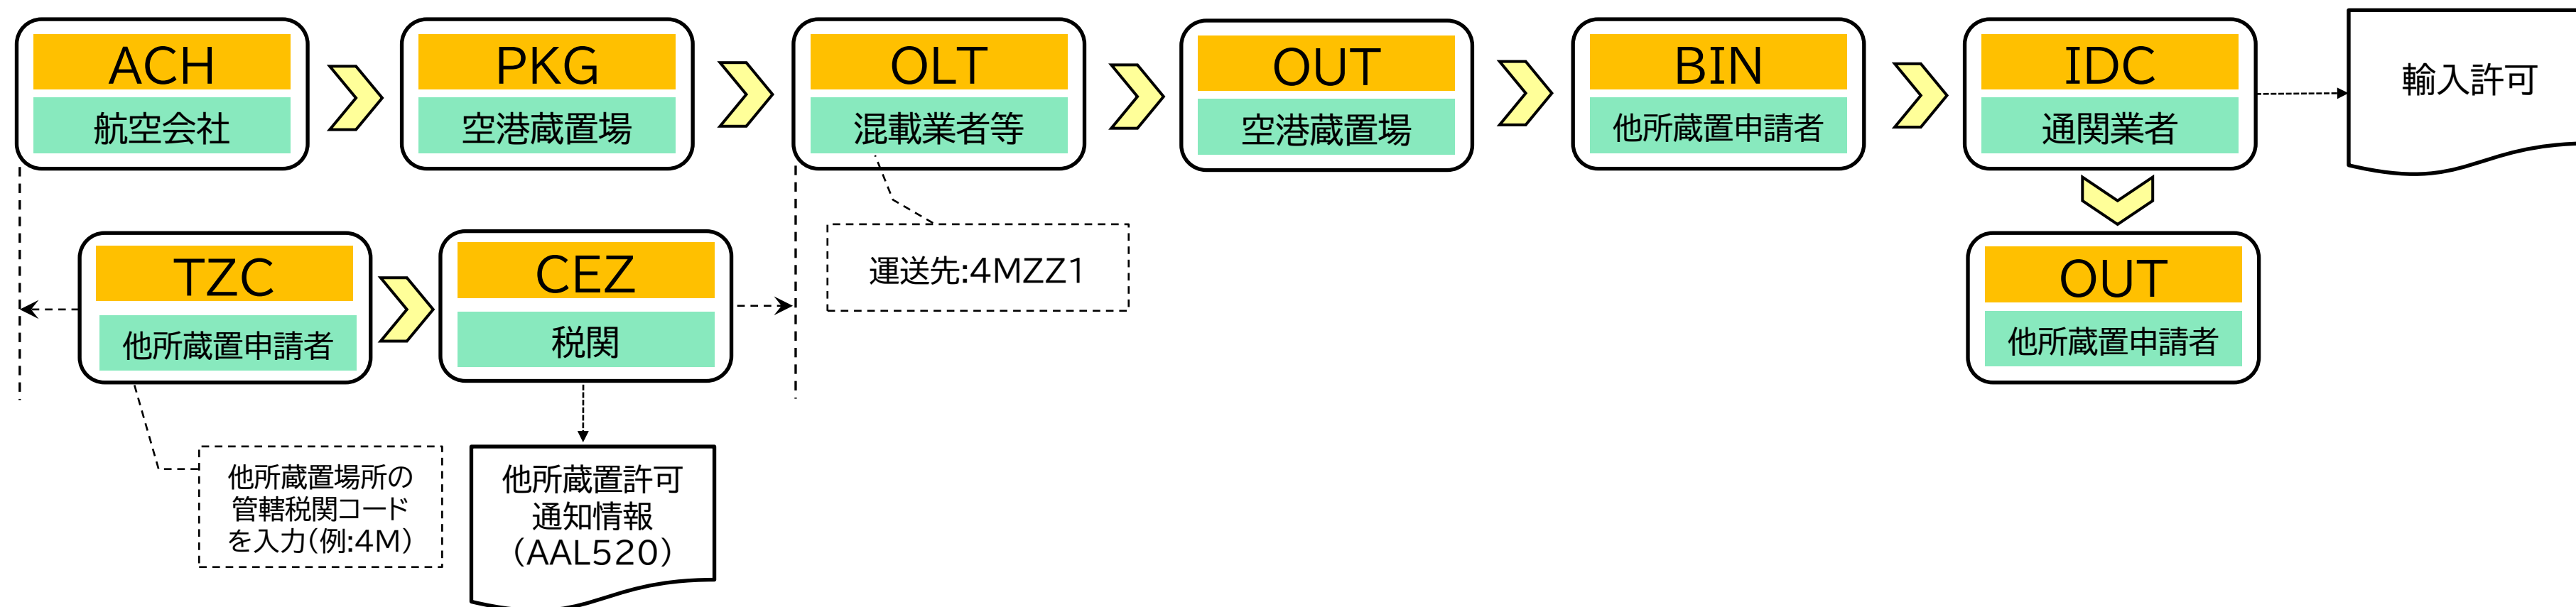 ACH
航空会社
PKG
空港蔵置場
OLT
混載業者等
OUT
空港蔵置場
BIN
他所蔵置申請者
IDC
通関業者
輸入許可
TZC
他所蔵置申請者
CEZ
税関
運送先:4MZZ1
OUT
他所蔵置申請者
他所蔵置場所の
管轄税関コード
を入力(例:4M)
他所蔵置許可
通知情報
(AAL520)